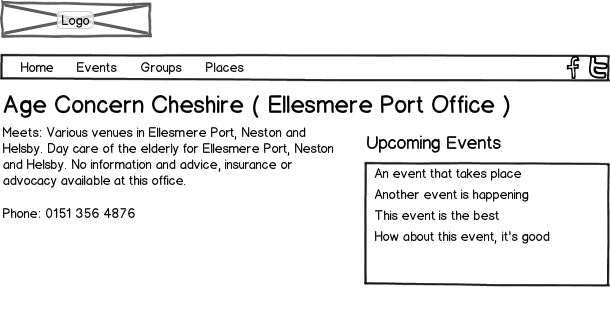 Logo
Home Events Groups Places
Age Concern Cheshire ( Ellesmere Port Office )
Meets: Various venues in Ellesmere Port, Neston and
Helsby. Day care of the elderly for Ellesmere Port, Neston
and Helsby. No information and advice, insurance or
advocacy available at this office.
Phone: 0151 356 4876
Upcoming Events
An event that takes place
Another event is happening
This event is the best
How about this event, it's good